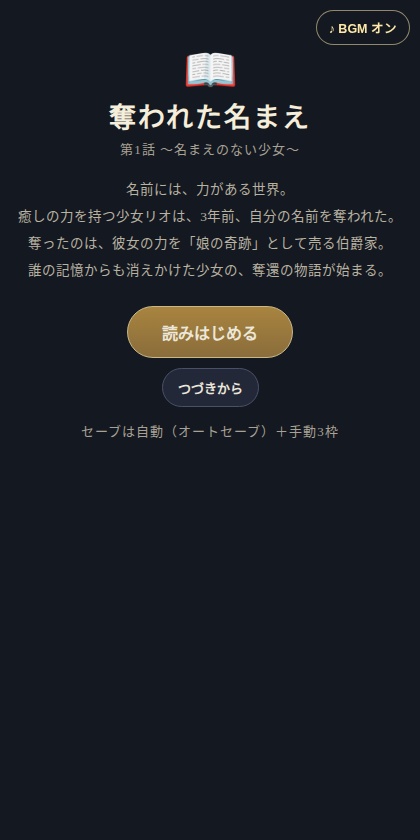 ♪ BGM オン
奪われた名まえ
第1話 〜名まえのない少女〜
名前には、力がある世界。
癒しの力を持つ少女リオは、3年前、自分の名前を奪われた。
奪ったのは、彼女の力を「娘の奇跡」として売る伯爵家。
誰の記憶からも消えかけた少女の、奪還の物語が始まる。
読みはじめる
つづきから
セーブは自動（オートセーブ）＋手動3枠